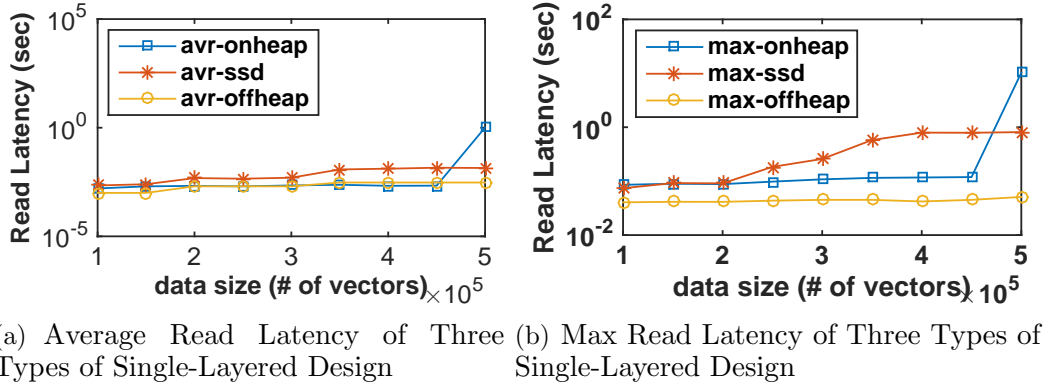 Read Latency (sec)
10^5
10^0
10^-5
avr-onheap
avr-ssd
avr-offheap
1 2 3 4 5
data size (# of vectors) ×10^5
Read Latency (sec)
10^2
10^0
10^-2
max-onheap
max-ssd
max-offheap
1 2 3 4 5
data size (# of vectors) ×10^5
a) Average Read Latency of Three
Types of Single-Layered Design
(b) Max Read Latency of Three Types of
Single-Layered Design